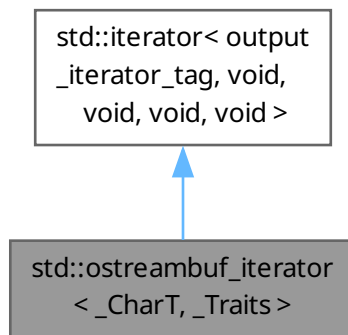 std::iterator< output
_iterator_tag, void,
void, void, void >
std::ostreambuf_iterator
< _CharT, _Traits >